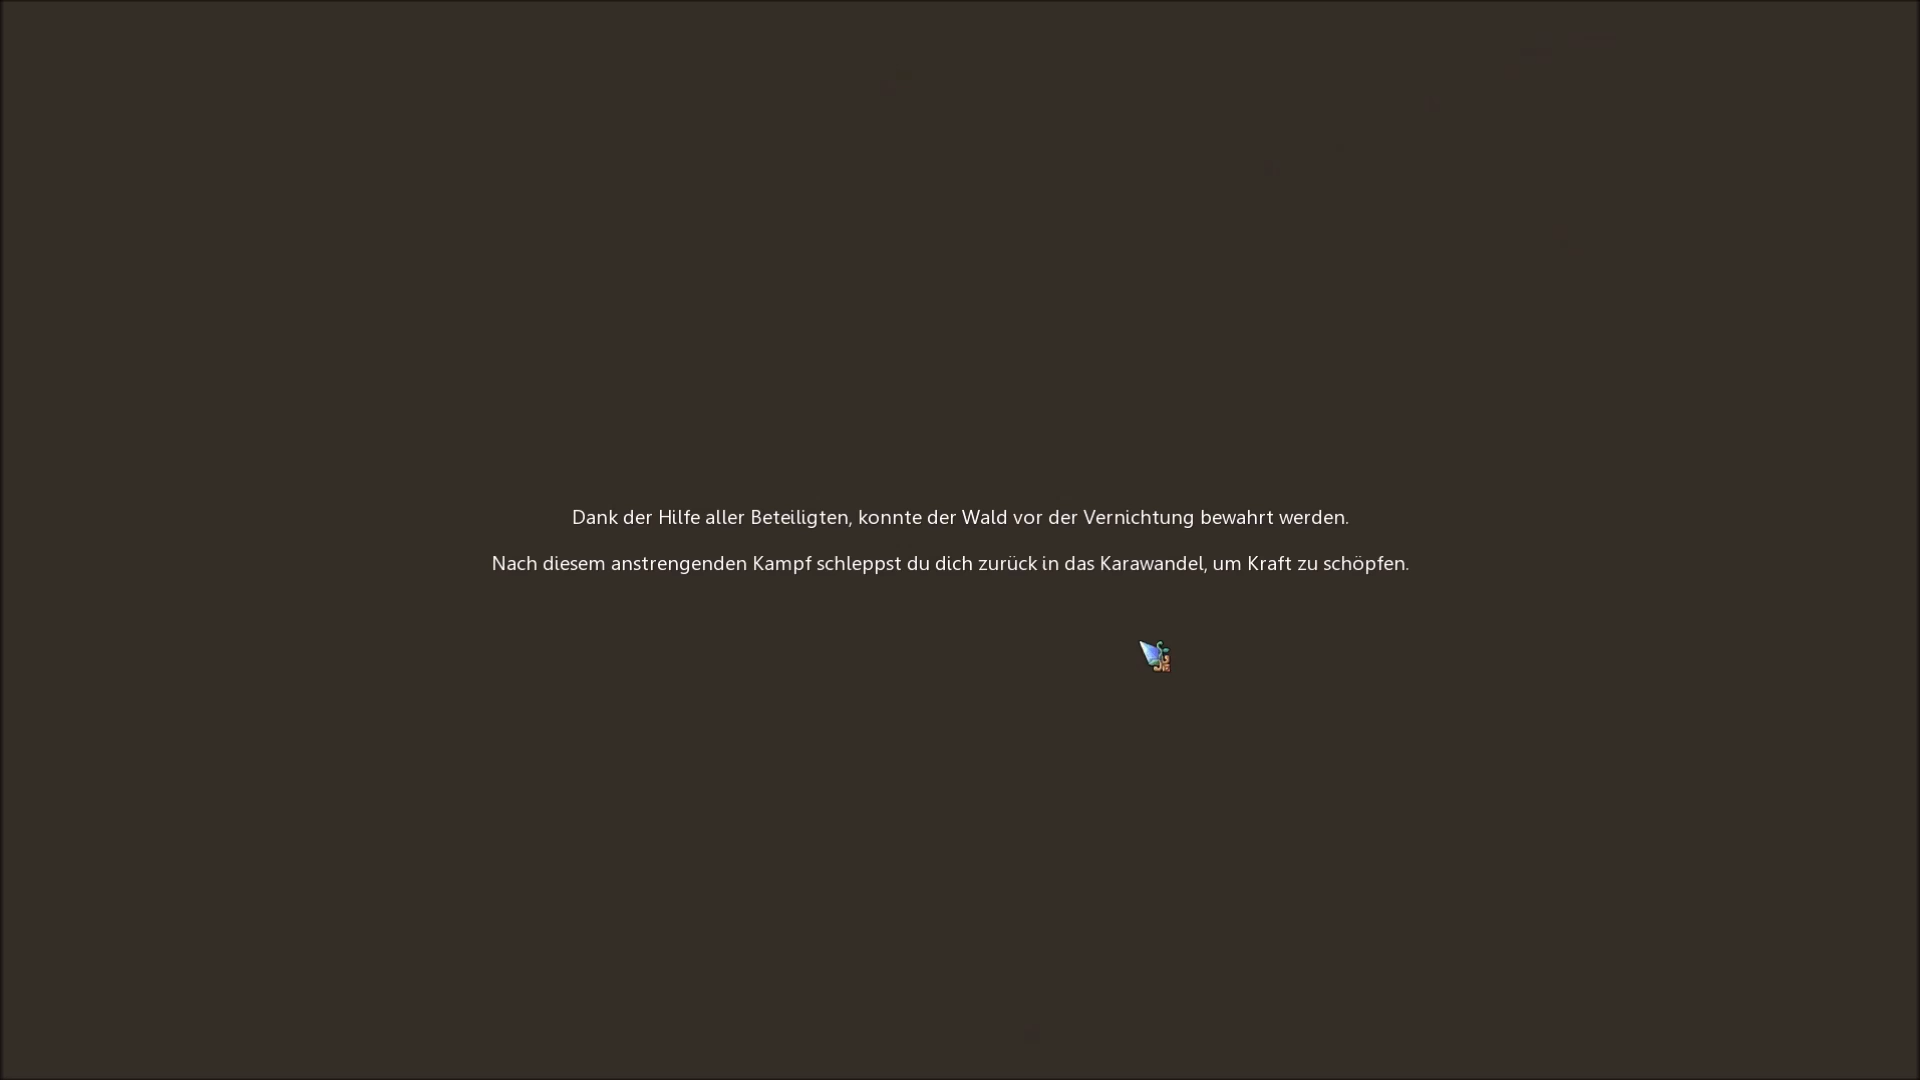 Dank der Hilfe aller Beteiligten, konnte der Wald vor der Vernichtung bewahrt werden.
Nach diesem anstrengenden Kampf schleppst du dich zurück in das Karawandel, um Kraft zu schöpfen.